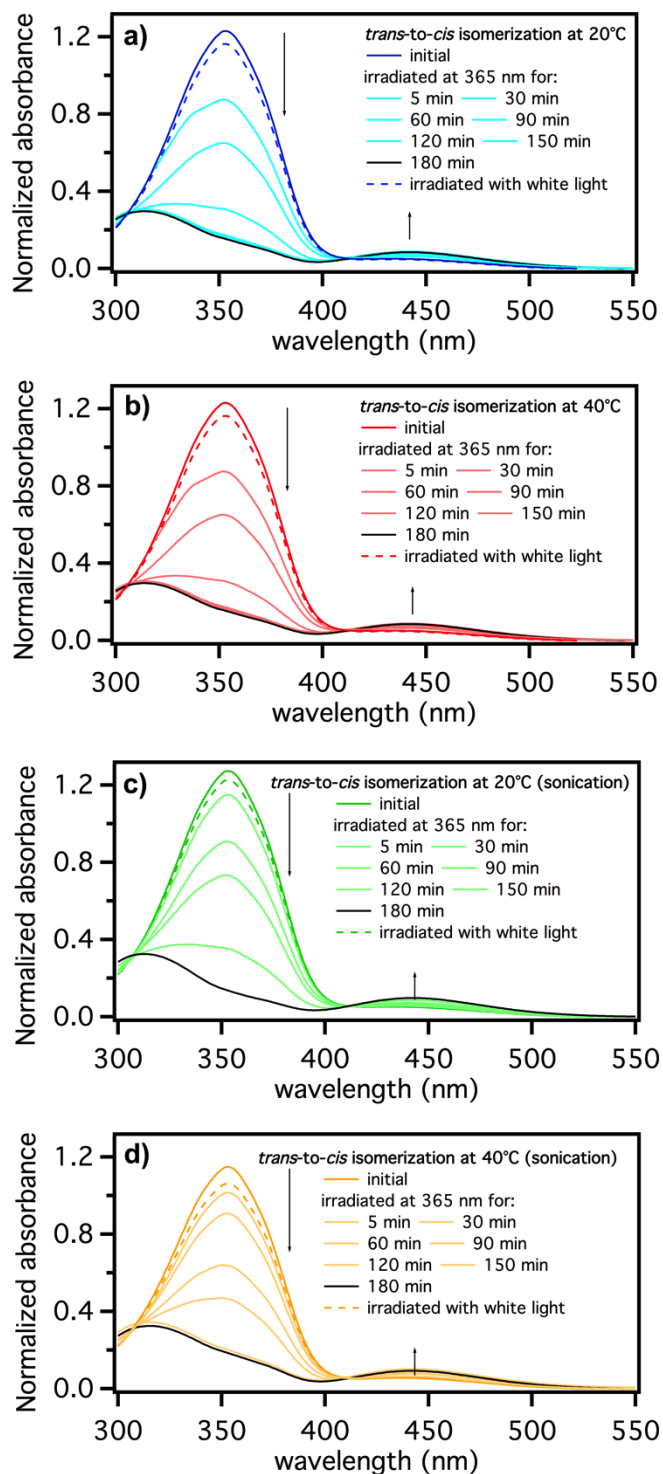 a)
trans-to-cis isomerization at 20°C
initial
irradiated at 365 nm for:
5 min 30 min
60 min 90 min
120 min 150 min
180 min
irradiated with white light
Normalized absorbance
1.2
0.8
0.4
0.0
300 350 400 450 500 550
wavelength (nm)
b)
trans-to-cis isomerization at 40°C
initial
irradiated at 365 nm for:
5 min 30 min
60 min 90 min
120 min 150 min
180 min
irradiated with white light
Normalized absorbance
1.2
0.8
0.4
0.0
300 350 400 450 500 550
wavelength (nm)
c)
trans-to-cis isomerization at 20°C (sonication)
initial
irradiated at 365 nm for:
5 min 30 min
60 min 90 min
120 min 150 min
180 min
irradiated with white light
Normalized absorbance
1.2
0.8
0.4
0.0
300 350 400 450 500 550
wavelength (nm)
d)
trans-to-cis isomerization at 40°C (sonication)
initial
irradiated at 365 nm for:
5 min 30 min
60 min 90 min
120 min 150 min
180 min
irradiated with white light
Normalized absorbance
1.2
0.8
0.4
0.0
300 350 400 450 500 550
wavelength (nm)